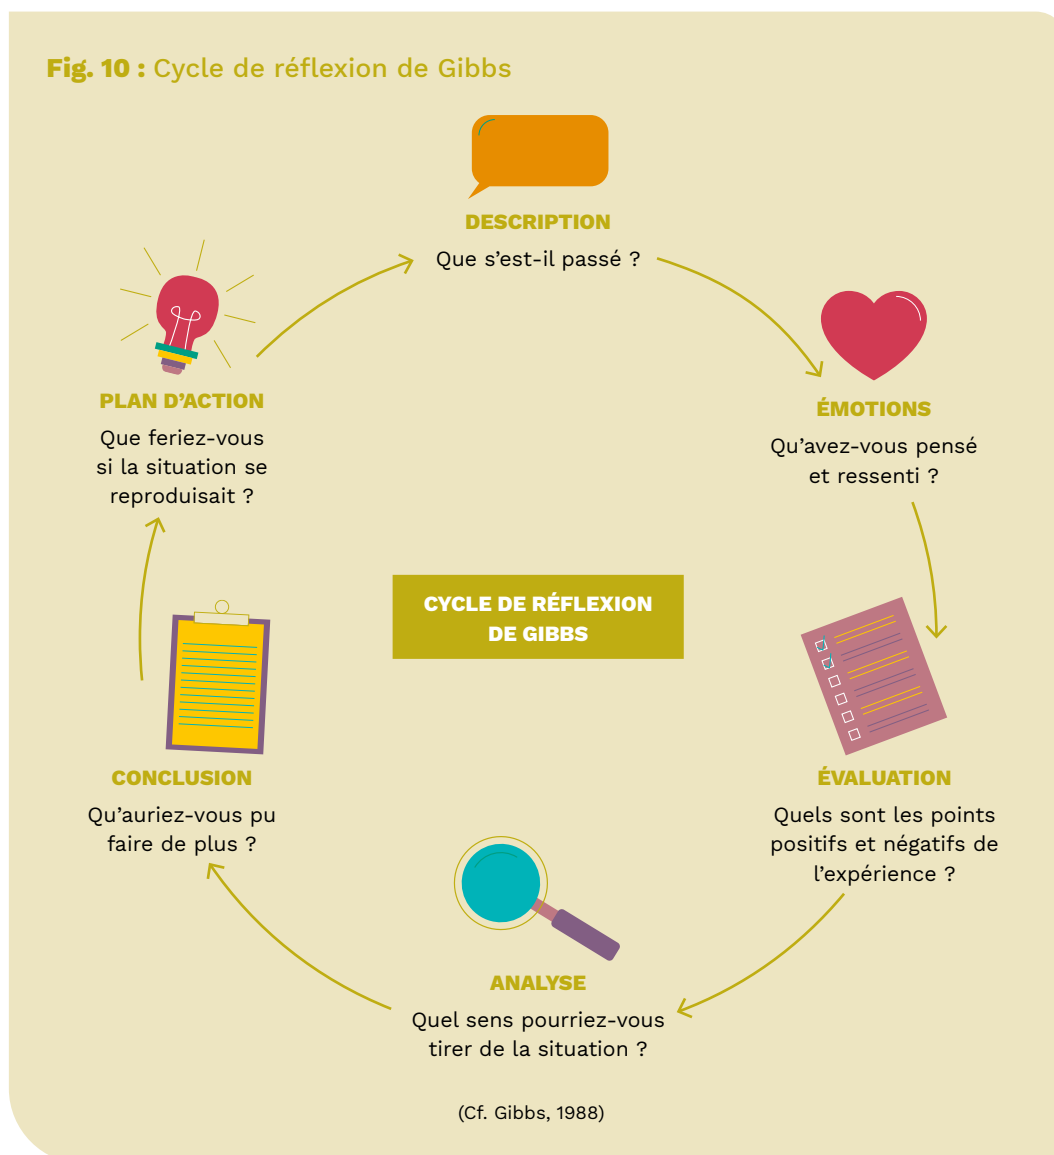 Fig. 10 : Cycle de réflexion de Gibbs
DESCRIPTION
Que s’est-il passé ?
ÉMOTIONS
Qu’avez-vous pensé
et ressenti ?
ÉVALUATION
Quels sont les points
positifs et négatifs de
l’expérience ?
ANALYSE
Quel sens pourriez-vous
tirer de la situation ?
CONCLUSION
Qu’auriez-vous pu
faire de plus ?
PLAN D’ACTION
Que feriez-vous
si la situation se
reproduisait ?
CYCLE DE RÉFLEXION
DE GIBBS
(Cf. Gibbs, 1988)